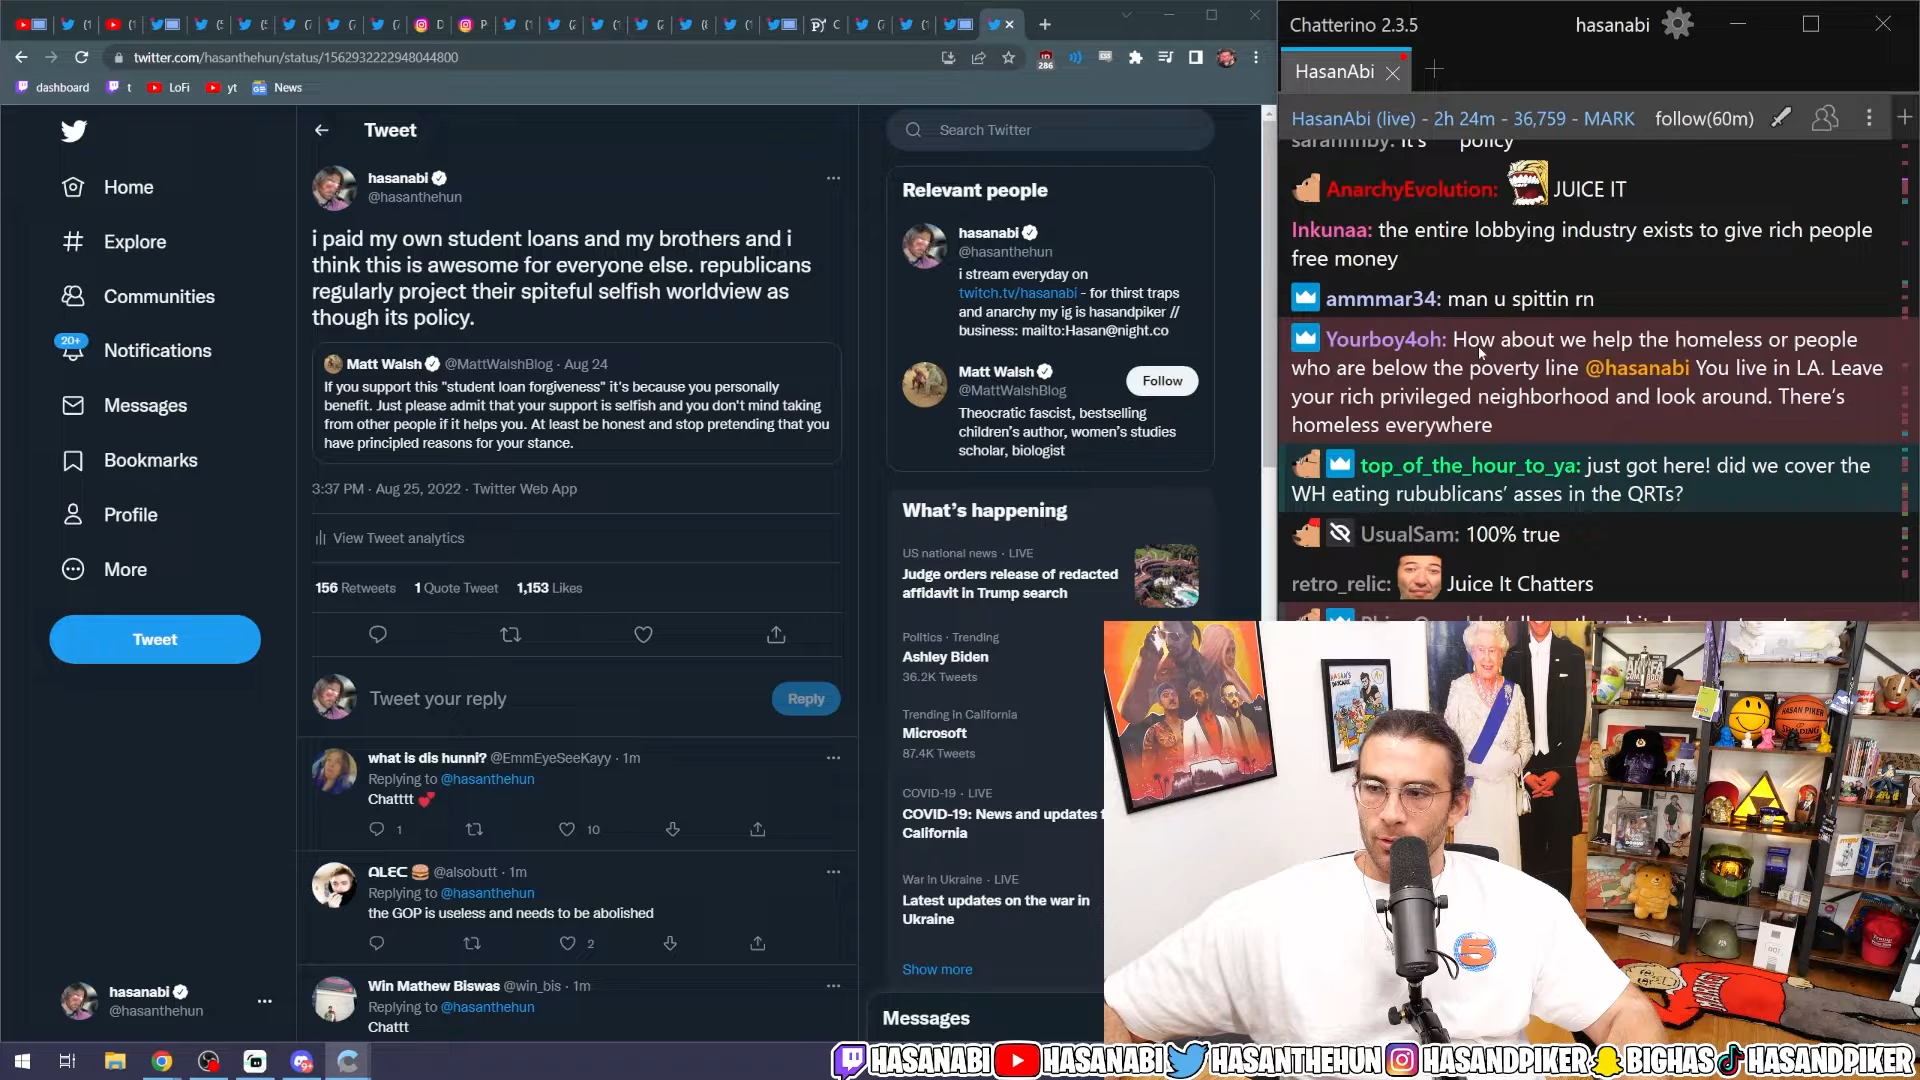 twitter.com/hasanthehun/status/1562932222948044800
286
dashboard
t
LoFi
yt
News
Home
Explore
Communities
20+
Notifications
Messages
Bookmarks
Profile
More
Tweet
hasanabi
@hasanthehun
Tweet
hasanabi
@hasanthehun
i paid my own student loans and my brothers and i
think this is awesome for everyone else. republicans
regularly project their spiteful selfish worldview as
though its policy.
Matt Walsh @MattWalshBlog · Aug 24
If you support this "student loan forgiveness" it's because you personally
benefit. Just please admit that your support is selfish and you don't mind taking
from other people if it helps you. At least be honest and stop pretending that you
have principled reasons for your stance.
3:37 PM · Aug 25, 2022 · Twitter Web App
View Tweet analytics
156 Retweets 1 Quote Tweet 1,153 Likes
Tweet your reply
Reply
what is dis hunni? @EmmEyeSeeKayy · 1m
Replying to @hasanthehun
Chatttt
1
10
ALEC @alsobutt · 1m
Replying to @hasanthehun
the GOP is useless and needs to be abolished
2
Win Mathew Biswas @win_bis · 1m
Replying to @hasanthehun
Chattt
Search Twitter
Relevant people
hasanabi
@hasanthehun
i stream everyday on
twitch.tv/hasanabi - for thirst traps
and anarchy my ig is hasandpiker //
business: mailto:Hasan@night.co
Matt Walsh
@MattWalshBlog
Follow
Theocratic fascist, bestselling
children's author, women's studies
scholar, biologist
What's happening
US national news · LIVE
Judge orders release of redacted
affidavit in Trump search
Politics · Trending
Ashley Biden
36.2K Tweets
Trending in California
Microsoft
87.4K Tweets
COVID-19 · LIVE
COVID-19: News and updates
California
War in Ukraine · LIVE
Latest updates on the war in
Ukraine
Show more
Messages
Chatterino 2.3.5
hasanabi
HasanAbi
HasanAbi (live) - 2h 24m - 36,759 - MARK
follow(60m)
sarahhhby: it's policy
AnarchyEvolution: JUICE IT
Inkunaa: the entire lobbying industry exists to give rich people
free money
ammmar34: man u spittin rn
Yourboy4oh: How about we help the homeless or people
who are below the poverty line @hasanabi You live in LA. Leave
your rich privileged neighborhood and look around. There's
homeless everywhere
top_of_the_hour_to_ya: just got here! did we cover the
WH eating rubublicans' asses in the QRTs?
UsualSam: 100% true
retro_relic: Juice It Chatters
HASAN PIKER
SPALDING
5
HASANABI HASANABI HASANTHEHUN HASANDPIKER BIGHAS HASANDPIKER